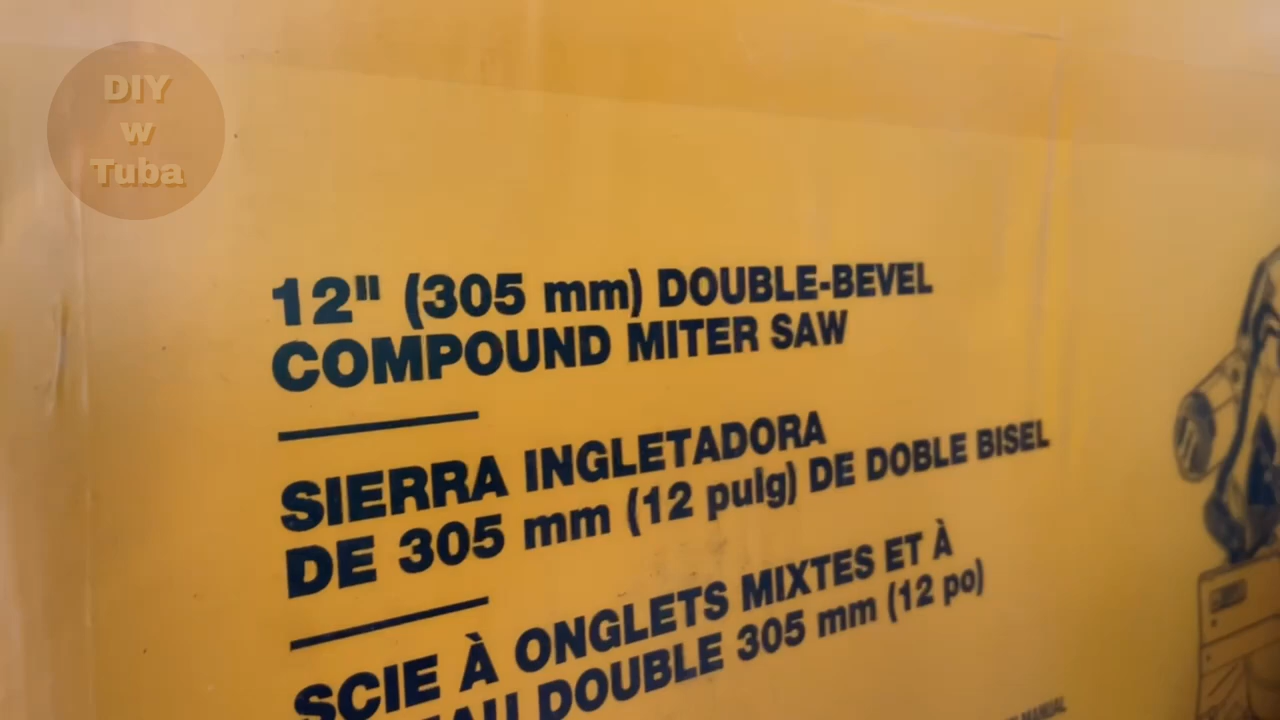 DIY
w
Tuba
12" (305 mm) DOUBLE-BEVEL
COMPOUND MITER SAW
SIERRA INGLETADORA
DE 305 mm (12 pulg) DE DOBLE BISEL
SCIE À ONGLETS MIXTES ET À
DOUBLE 305 mm (12 po)
MANUAL